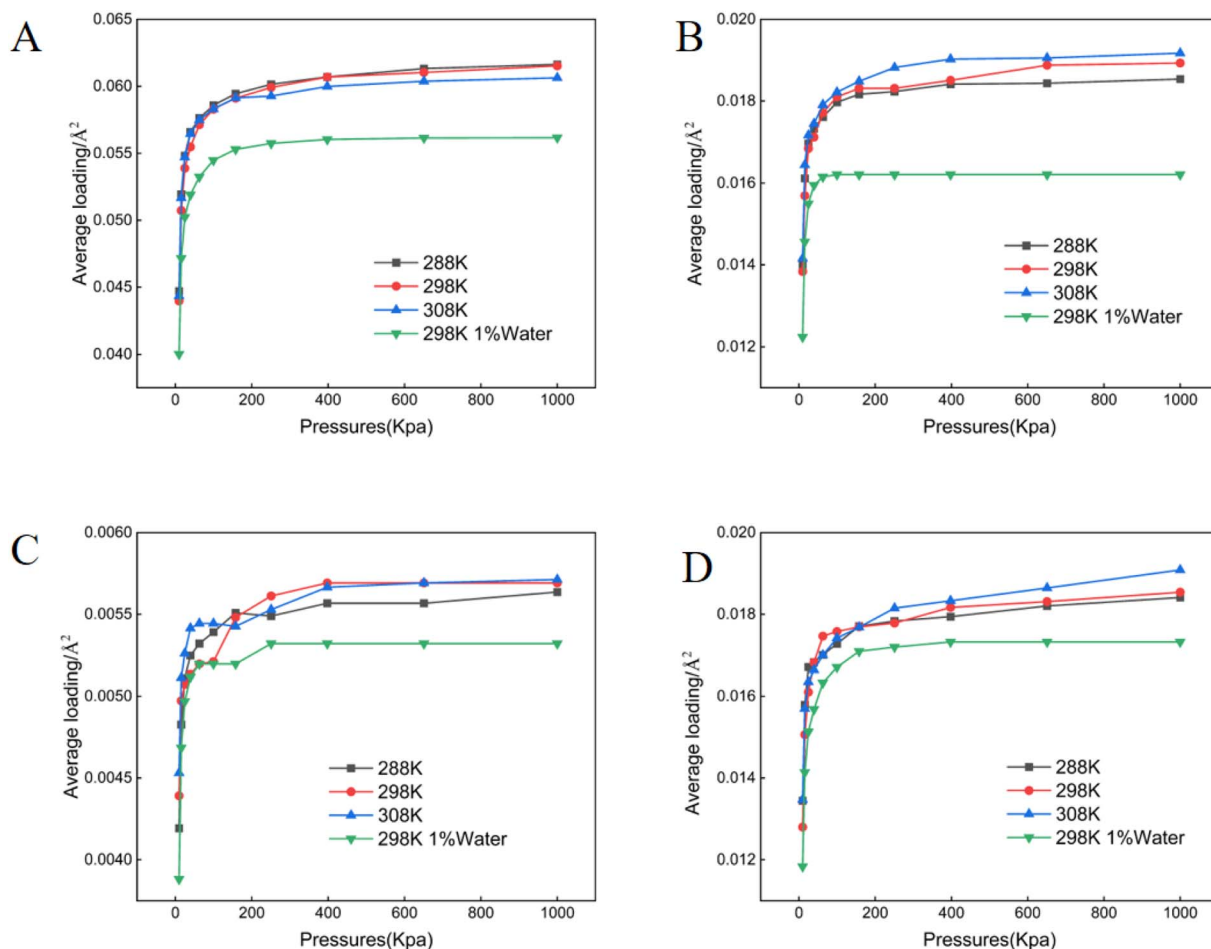 A
Average loading/Å²
0.065
0.060
0.055
0.050
0.045
0.040
288K
298K
308K
298K 1%Water
0 200 400 600 800 1000
Pressures(Kpa)
B
Average loading/Å²
0.020
0.018
0.016
0.014
0.012
288K
298K
308K
298K 1%Water
0 200 400 600 800 1000
Pressures(Kpa)
C
Average loading/Å²
0.0060
0.0055
0.0050
0.0045
0.0040
288K
298K
308K
298K 1%Water
0 200 400 600 800 1000
Pressures(Kpa)
D
Average loading/Å²
0.020
0.018
0.016
0.014
0.012
288K
298K
308K
298K 1%Water
0 200 400 600 800 1000
Pressures(Kpa)